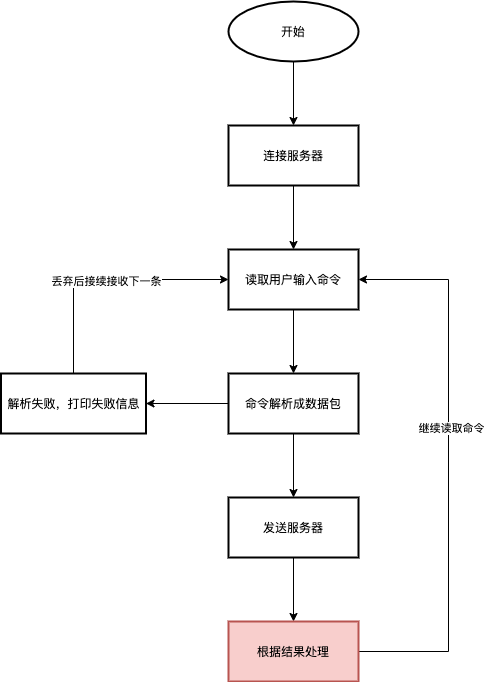 开始
连接服务器
丢弃后接续接收下一条
读取用户输入命令
解析失败，打印失败信息
命令解析成数据包
继续读取命令
发送服务器
根据结果处理